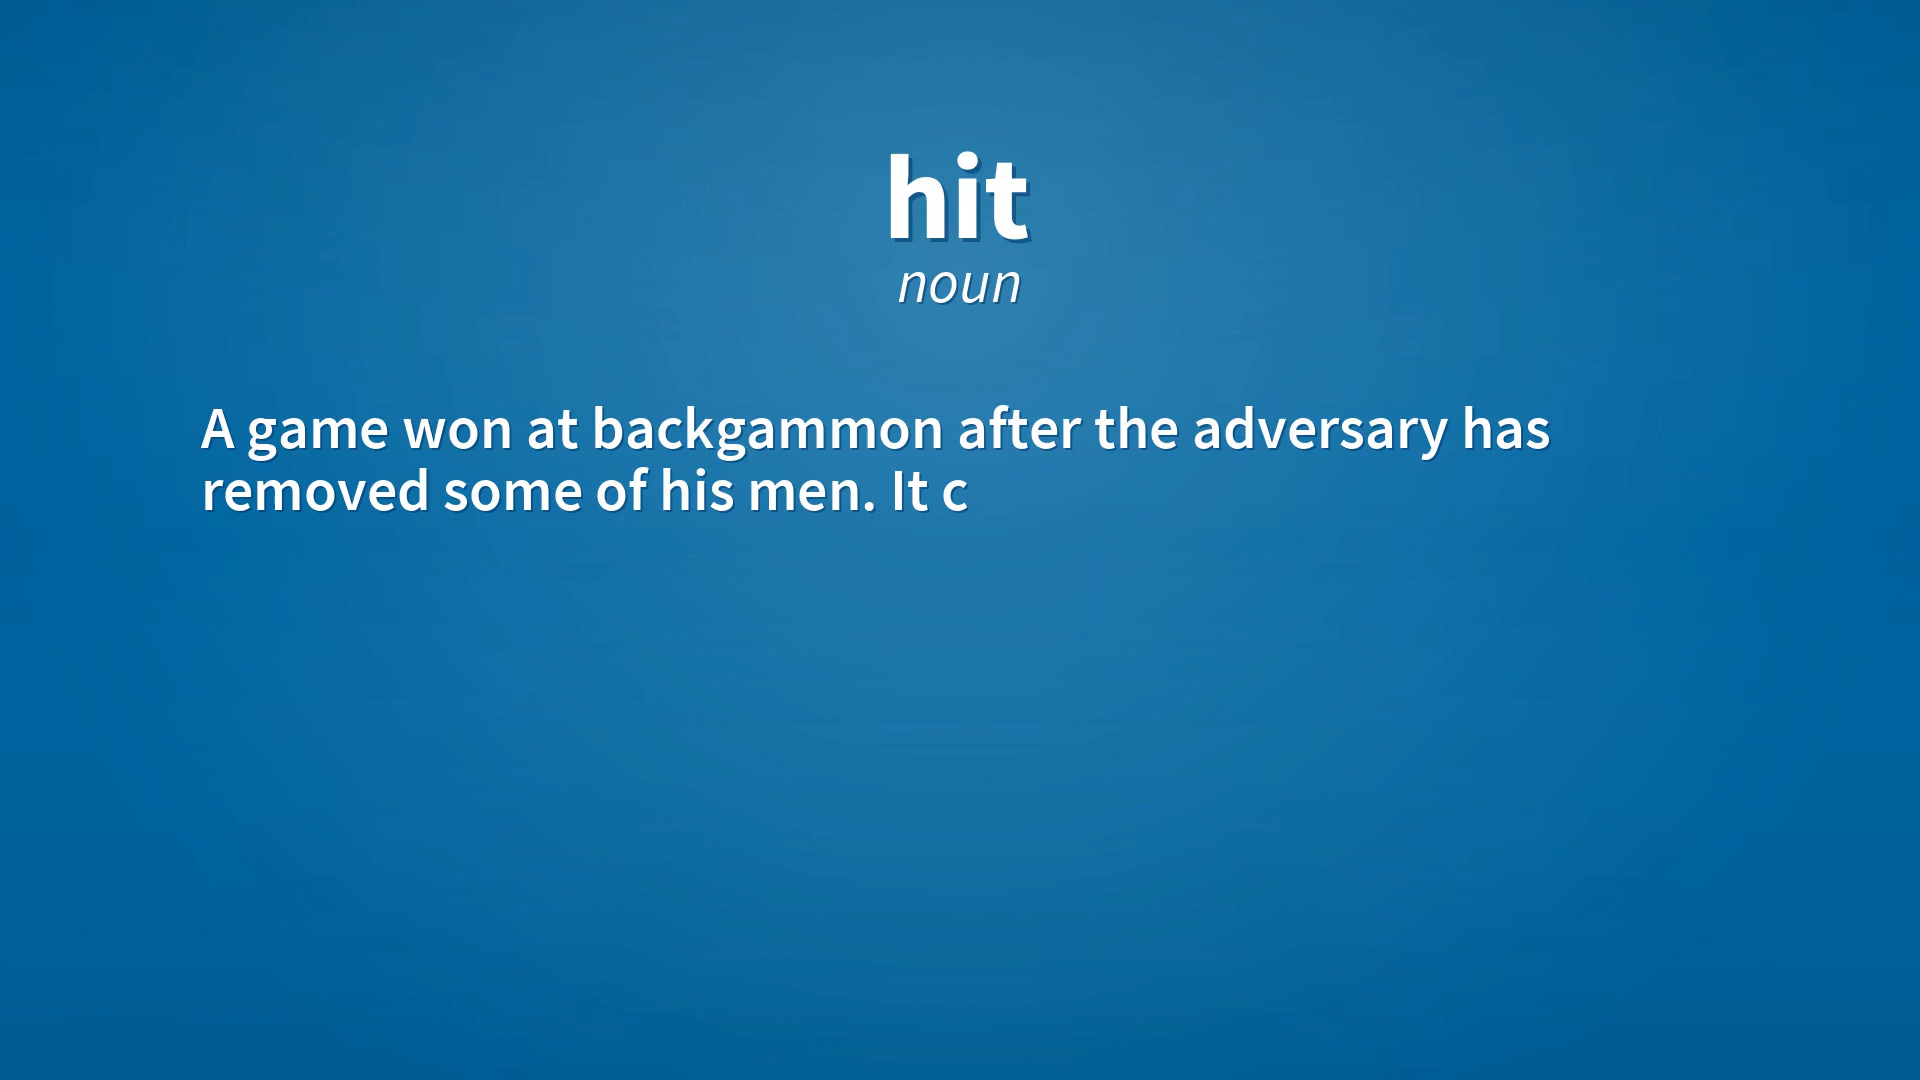 hit
noun
A game won at backgammon after the adversary has
removed some of his men. It c